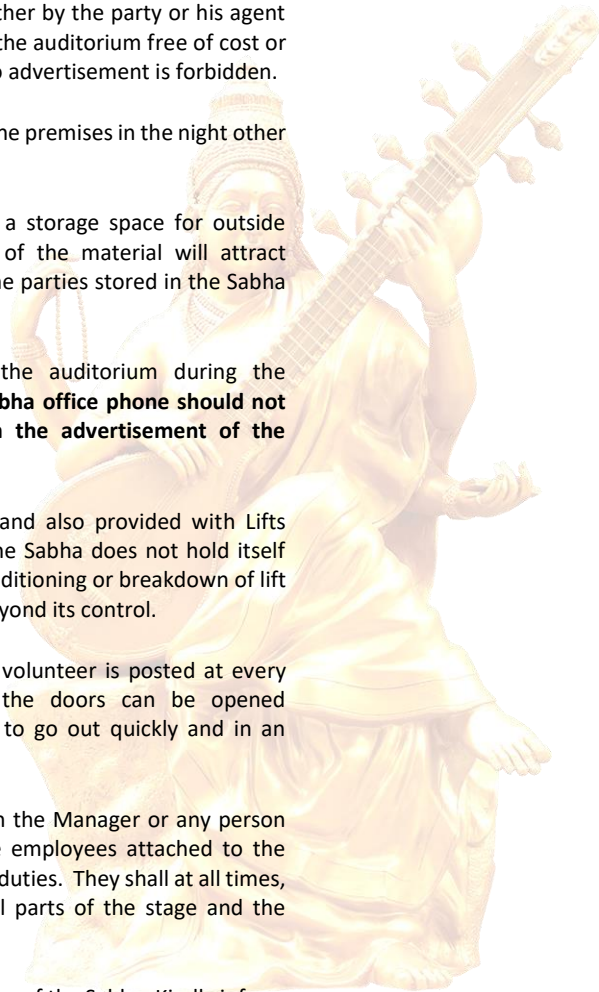 ther by the party or his agent
the auditorium free of cost or
o advertisement is forbidden.
he premises in the night other
a storage space for outside
of the material will attract
he parties stored in the Sabha
the auditorium during the
bha office phone should not
n the advertisement of the
and also provided with Lifts
he Sabha does not hold itself
ditioning or breakdown of lift
yond its control.
volunteer is posted at every
the doors can be opened
to go out quickly and in an
n the Manager or any person
e employees attached to the
duties. They shall at all times,
l parts of the stage and the